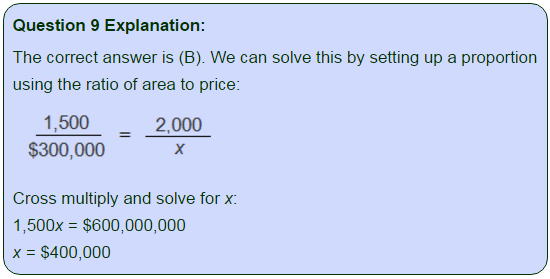 Question 9 Explanation:
The correct answer is (B). We can solve this by setting up a proportion
using the ratio of area to price:
1,500 / $300,000 = 2,000 / x
Cross multiply and solve for x:
1,500x = $600,000,000
x = $400,000